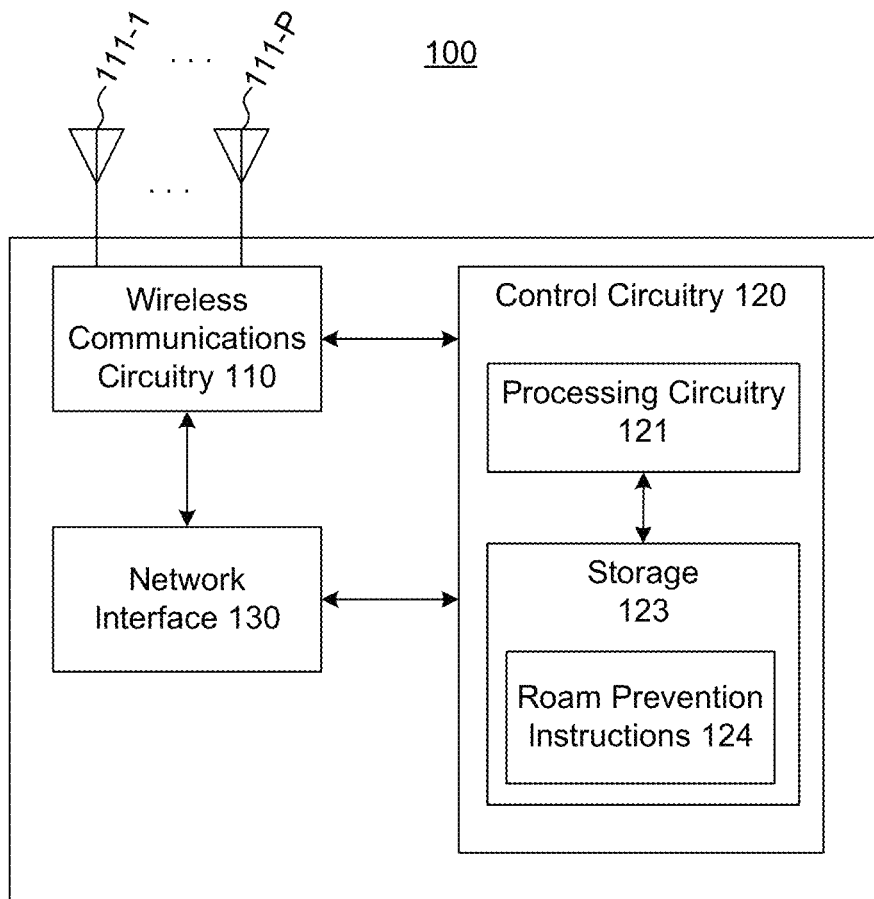 111-1
. . .
111-P
100
. . .
Wireless
Communications
Circuitry 110
Control Circuitry 120
Processing Circuitry
121
Network
Interface 130
Storage
123
Roam Prevention
Instructions 124